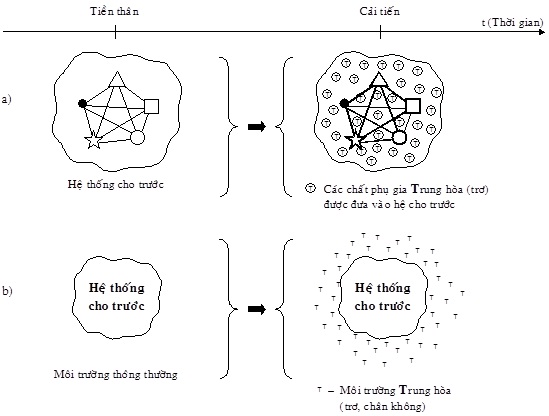 Tiền thân
Cải tiến
t (Thời gian)
a)
Hệ thống cho trước
T Các chất phụ gia Trung hòa (trơ)
được đưa vào hệ cho trước
b)
Hệ thống
cho trước
Hệ thống
cho trước
Môi trường thông thường
T – Môi trường Trung hòa
(trơ, chân không)